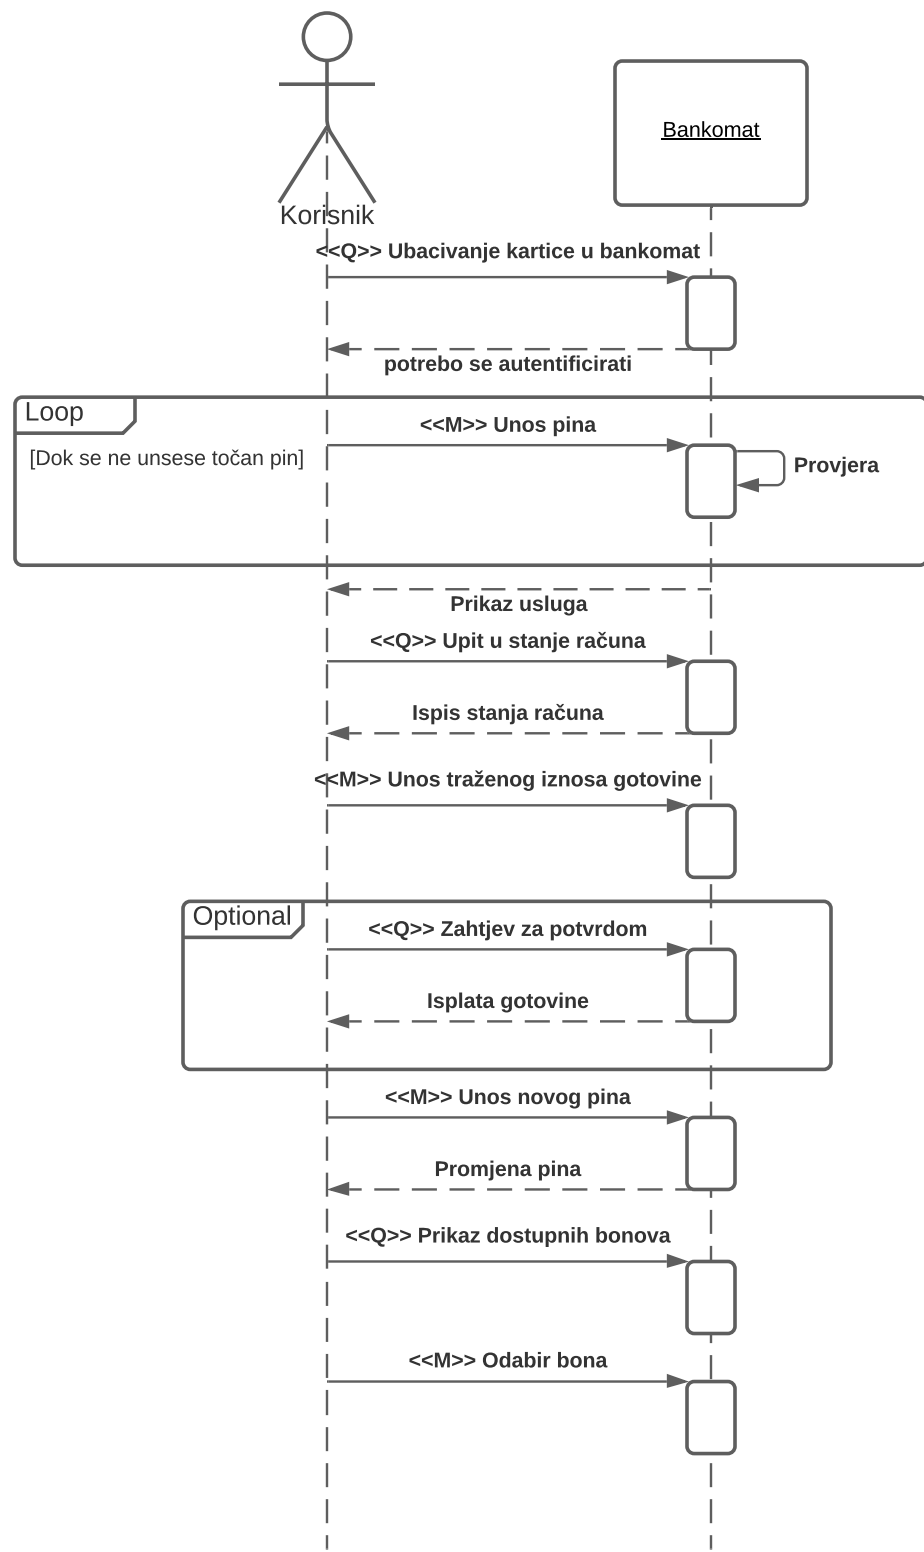 Bankomat
Korisnik
<<Q>> Ubacivanje kartice u bankomat
potrebo se autentificirati
Loop
<<M>> Unos pina
[Dok se ne unsese točan pin]
Provjera
Prikaz usluga
<<Q>> Upit u stanje računa
Ispis stanja računa
<<M>> Unos traženog iznosa gotovine
Optional
<<Q>> Zahtjev za potvrdom
Isplata gotovine
<<M>> Unos novog pina
Promjena pina
<<Q>> Prikaz dostupnih bonova
<<M>> Odabir bona